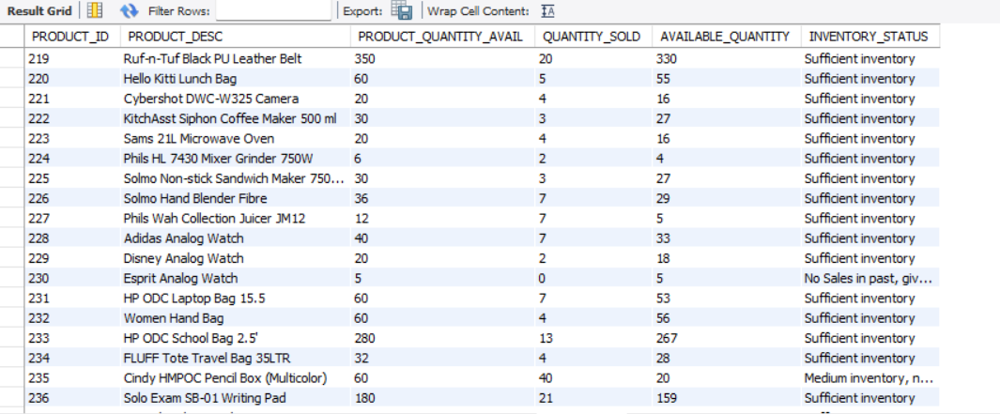 Result Grid Filter Rows: Export: Wrap Cell Content:
PRODUCT_ID PRODUCT_DESC PRODUCT_QUANTITY_AVAIL QUANTITY_SOLD AVAILABLE_QUANTITY INVENTORY_STATUS
219 Ruf-n-Tuf Black PU Leather Belt 350 20 330 Sufficient inventory
220 Hello Kitti Lunch Bag 60 5 55 Sufficient inventory
221 Cybershot DWC-W325 Camera 20 4 16 Sufficient inventory
222 KitchAsst Siphon Coffee Maker 500 ml 30 3 27 Sufficient inventory
223 Sams 21L Microwave Oven 20 4 16 Sufficient inventory
224 Phils HL 7430 Mixer Grinder 750W 6 2 4 Sufficient inventory
225 Solmo Non-stick Sandwich Maker 750... 30 3 27 Sufficient inventory
226 Solmo Hand Blender Fibre 36 7 29 Sufficient inventory
227 Phils Wah Collection Juicer JM12 12 7 5 Sufficient inventory
228 Adidas Analog Watch 40 7 33 Sufficient inventory
229 Disney Analog Watch 20 2 18 Sufficient inventory
230 Esprit Analog Watch 5 0 5 No Sales in past, giv...
231 HP ODC Laptop Bag 15.5 60 7 53 Sufficient inventory
232 Women Hand Bag 60 4 56 Sufficient inventory
233 HP ODC School Bag 2.5' 280 13 267 Sufficient inventory
234 FLUFF Tote Travel Bag 35LTR 32 4 28 Sufficient inventory
235 Cindy HMPOC Pencil Box (Multicolor) 60 40 20 Medium inventory, n...
236 Solo Exam SB-01 Writing Pad 180 21 159 Sufficient inventory